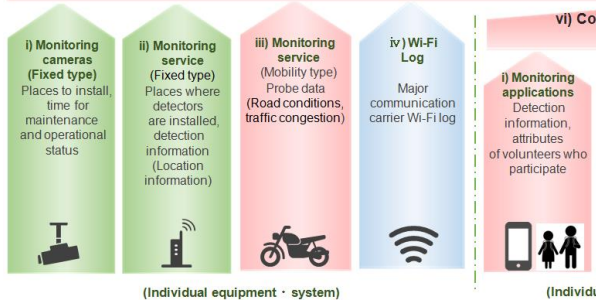 i) Monitoring
cameras
(Fixed type)
Places to install,
time for
maintenance
and operational
status
ii) Monitoring
service
(Fixed type)
Places where
detectors
are installed,
detection
information
(Location
information)
iii) Monitoring
service
(Mobility type)
Probe data
(Road conditions,
traffic congestion)
iv) Wi-Fi
Log
Major
communication
carrier Wi-Fi log
vi) Co
i) Monitoring
applications
Detection
information,
attributes
of volunteers who
participate
(Individual equipment・system)
(Individu